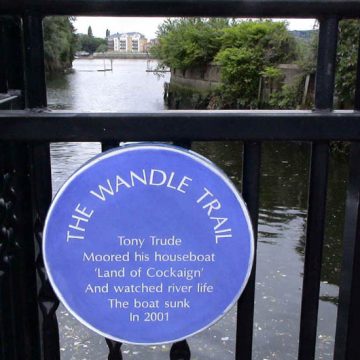 THE WANDLE TRAIL
Tony Trude
Moored his houseboat
'Land of Cockaign'
And watched river life
The boat sunk
In 2001